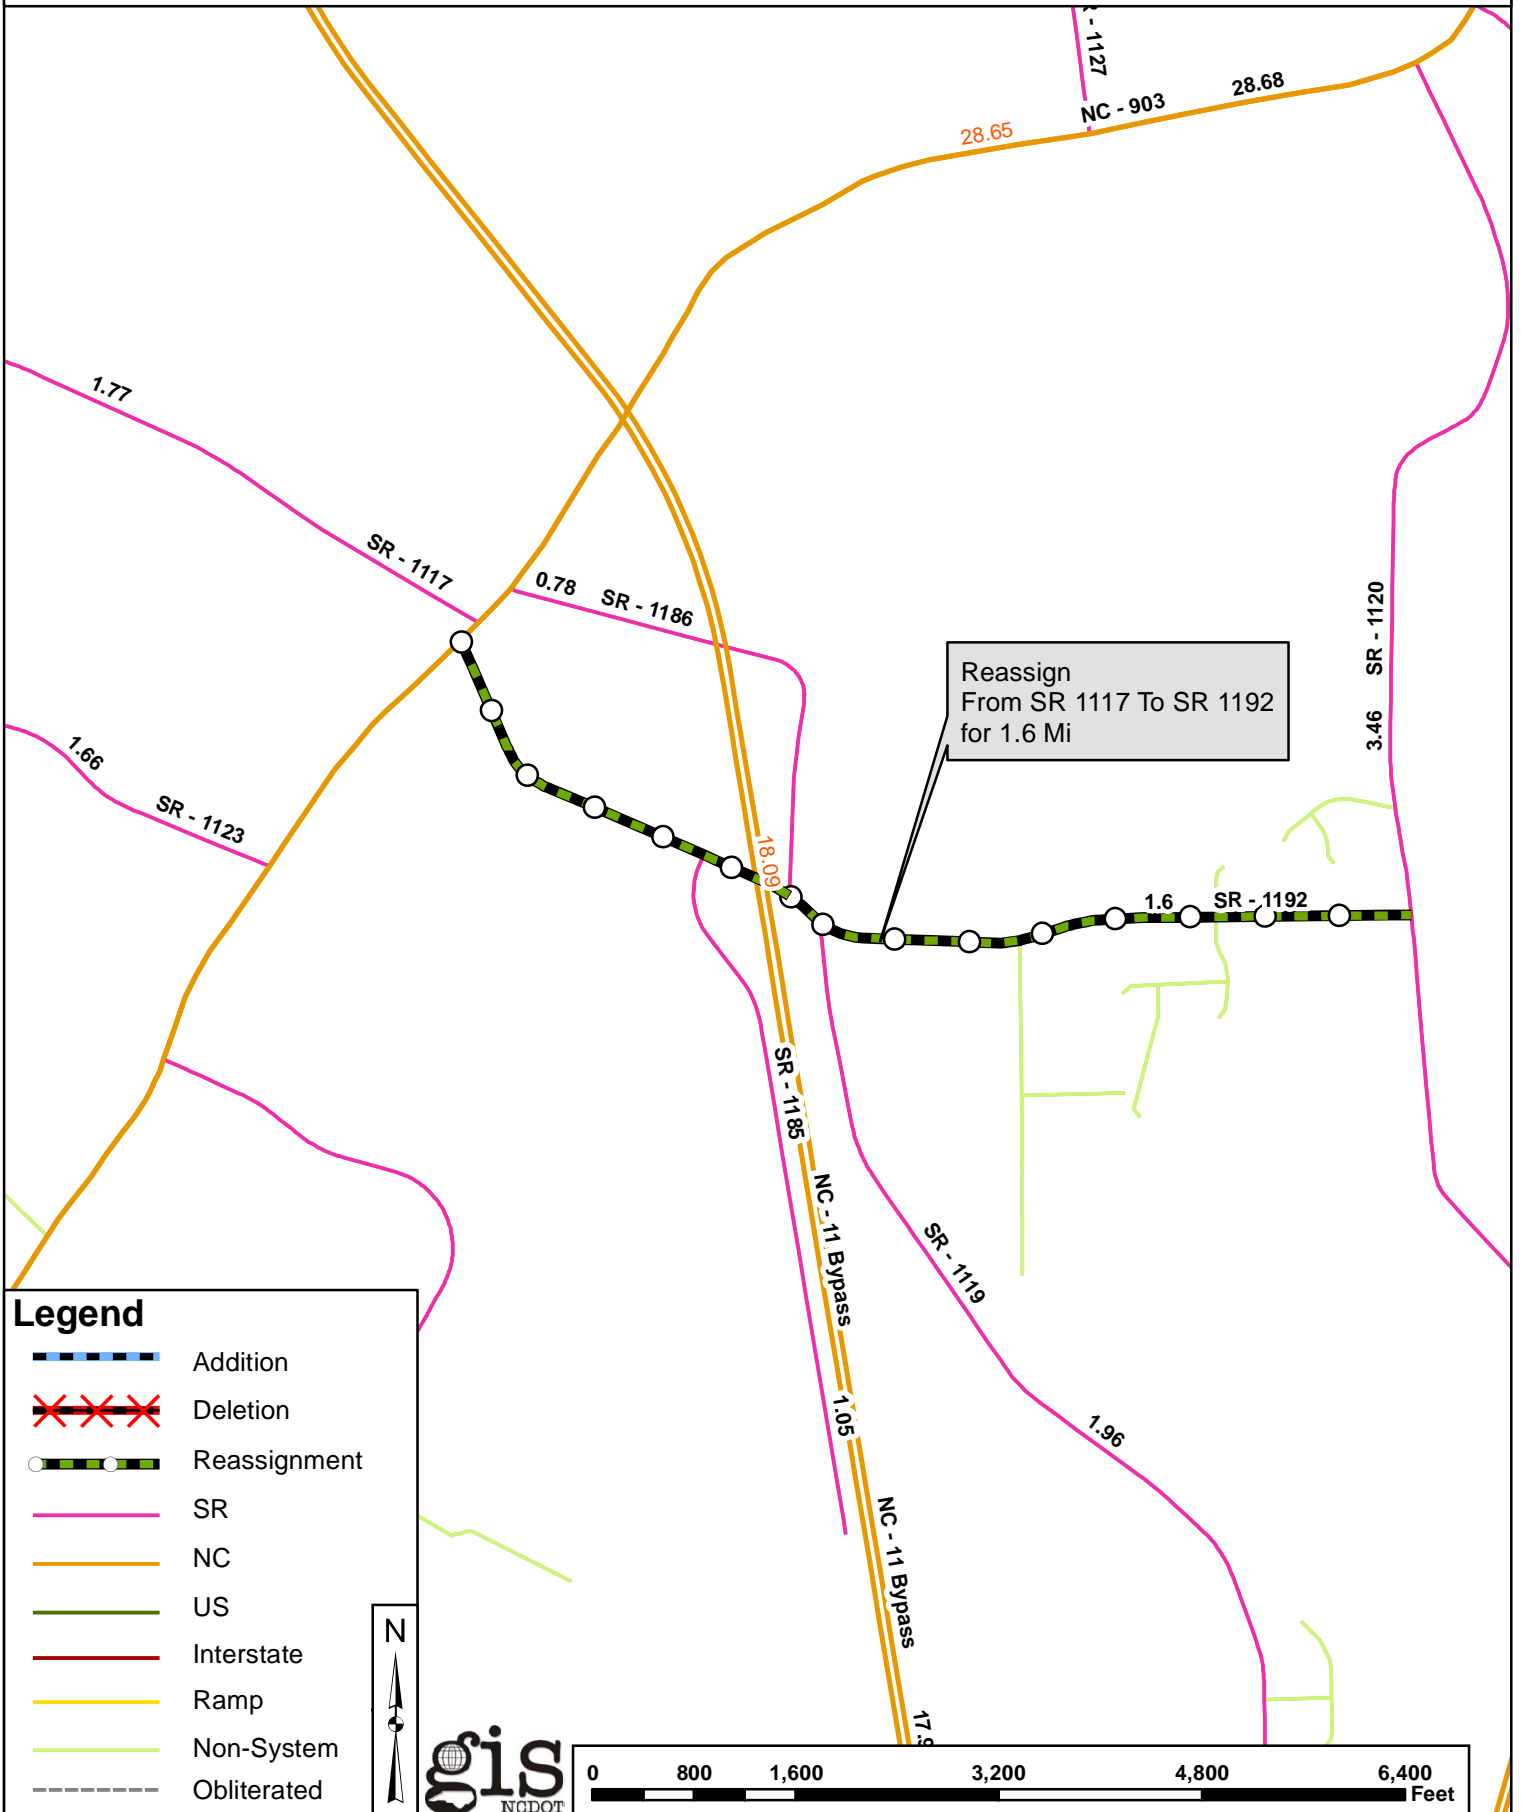 - 1127
NC - 903
28.68
28.65
1.77
SR - 1117
0.78
SR - 1186
SR - 1120
3.46
Reassign
From SR 1117 To SR 1192
for 1.6 Mi
1.66
SR - 1123
18.09
1.6
SR - 1192
SR - 1185
NC - 11 Bypass
SR - 1119
1.05
1.96
NC - 11 Bypass
17.9
Legend
Addition
Deletion
Reassignment
SR
NC
US
Interstate
Ramp
Non-System
Obliterated
N
gis
NCDOT
0 800 1,600 3,200 4,800 6,400
Feet